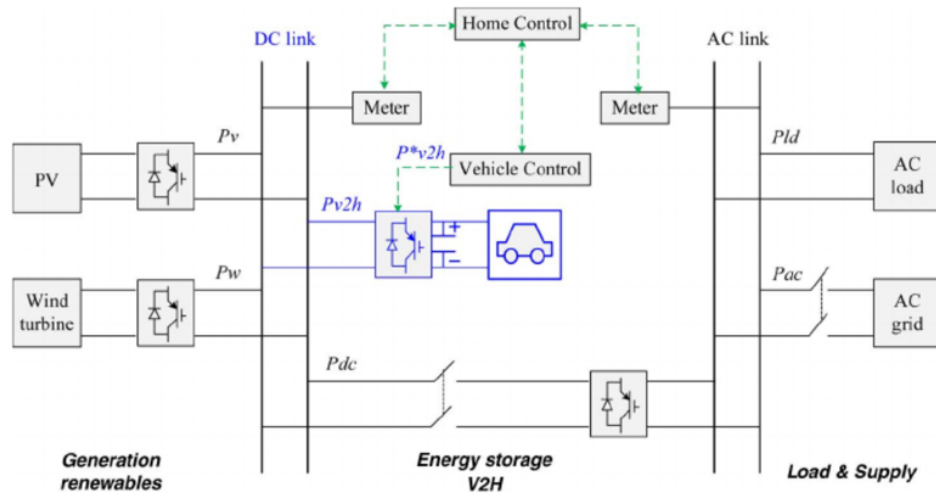 Home Control
DC link
AC link
Meter
Meter
Pv
P*v2h
Pld
PV
Vehicle Control
AC
load
Pv2h
+
−
Pw
Pac
Wind
turbine
AC
grid
Pdc
Generation
renewables
Energy storage
V2H
Load & Supply